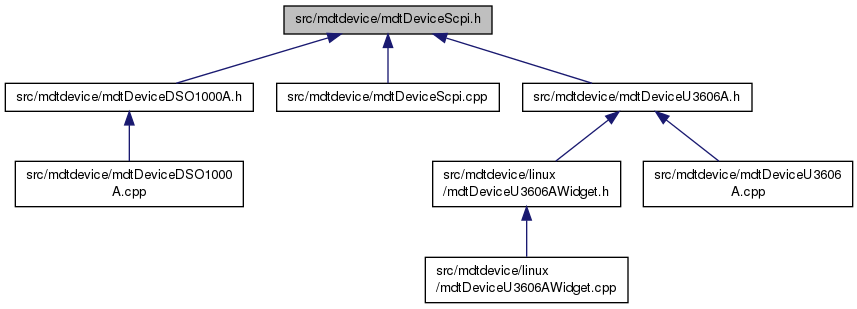 src/mdtdevice/mdtDeviceScpi.h
src/mdtdevice/mdtDeviceDSO1000A.h
src/mdtdevice/mdtDeviceScpi.cpp
src/mdtdevice/mdtDeviceU3606A.h
src/mdtdevice/mdtDeviceDSO1000
A.cpp
src/mdtdevice/linux
/mdtDeviceU3606AWidget.h
src/mdtdevice/mdtDeviceU3606
A.cpp
src/mdtdevice/linux
/mdtDeviceU3606AWidget.cpp